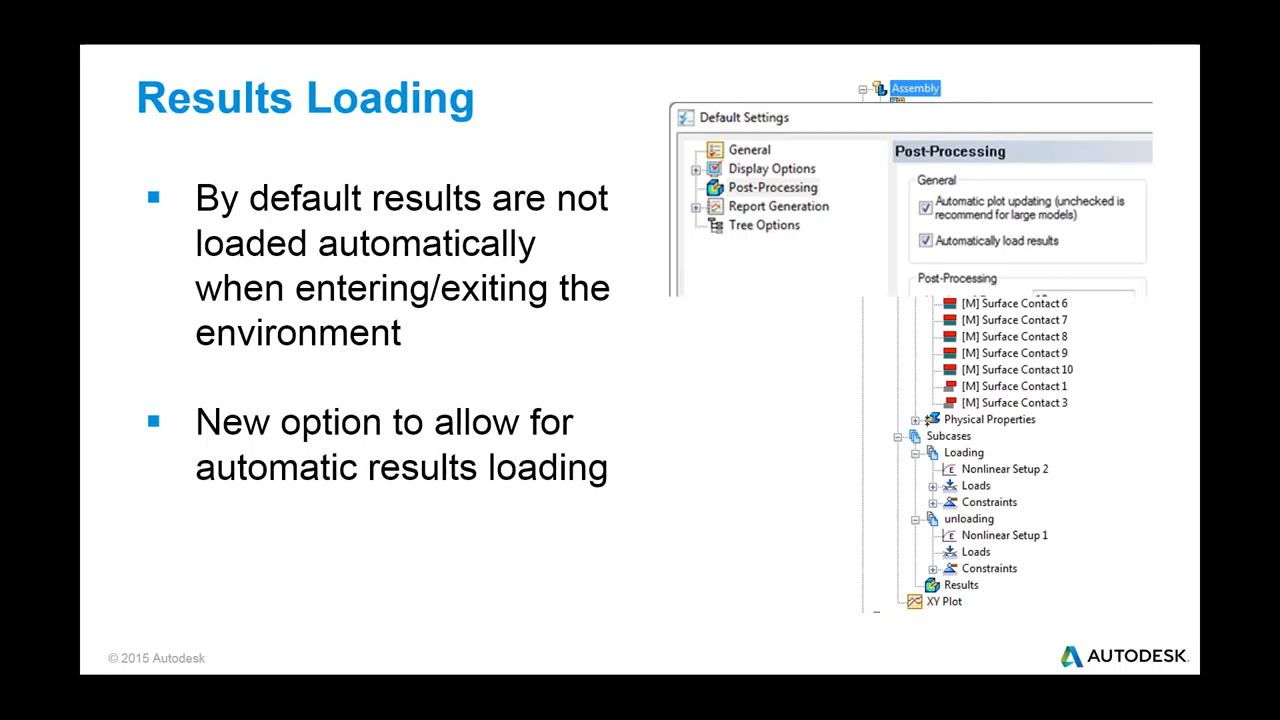 Results Loading
By default results are not
loaded automatically
when entering/exiting the
environment
New option to allow for
automatic results loading
Assembly
Default Settings
General
Display Options
Post-Processing
Report Generation
Tree Options
Post-Processing
General
Automatic plot updating (unchecked is
recommend for large models)
Automatically load results
Post-Processing
[M] Surface Contact 6
[M] Surface Contact 7
[M] Surface Contact 8
[M] Surface Contact 9
[M] Surface Contact 10
[M] Surface Contact 1
[M] Surface Contact 3
Physical Properties
Subcases
Loading
Nonlinear Setup 2
Loads
Constraints
unloading
Nonlinear Setup 1
Loads
Constraints
Results
XY Plot
© 2015 Autodesk
AUTODESK.